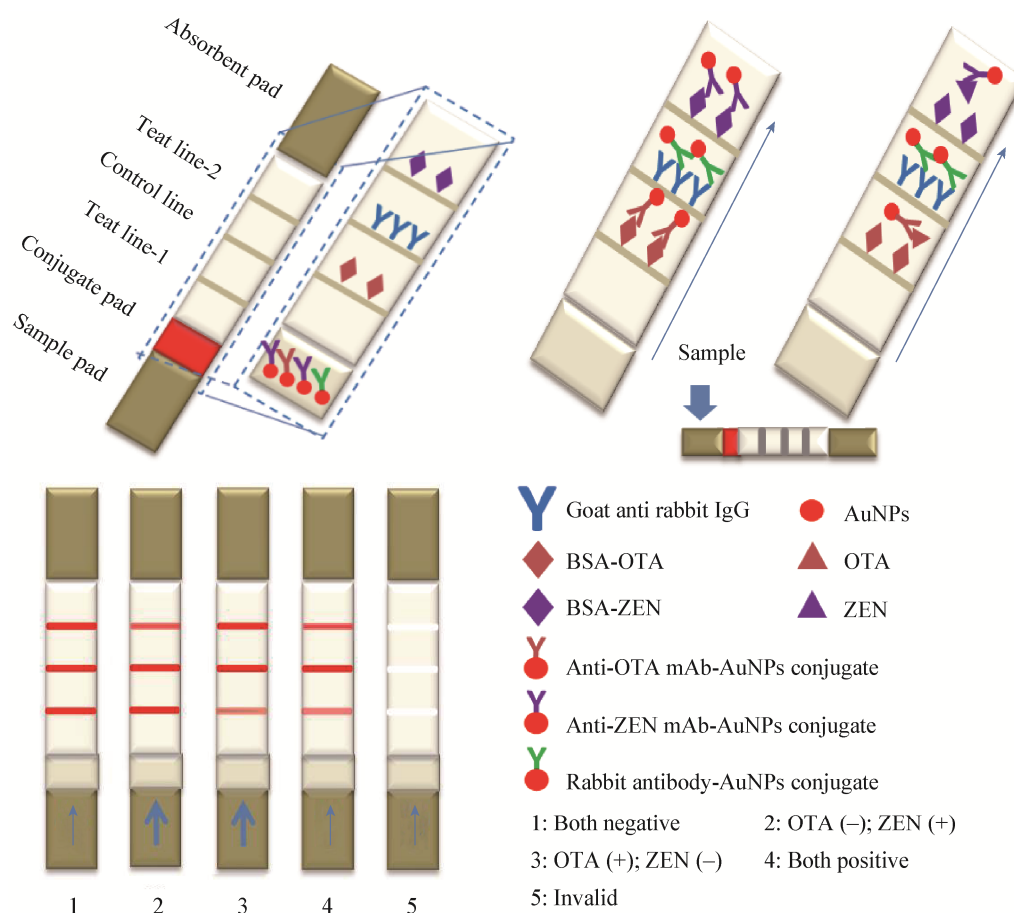 Absorbent pad
Teat line-2
Control line
Teat line-1
Conjugate pad
Sample pad
Sample
Goat anti rabbit IgG
AuNPs
BSA-OTA
OTA
BSA-ZEN
ZEN
Anti-OTA mAb-AuNPs conjugate
Anti-ZEN mAb-AuNPs conjugate
Rabbit antibody-AuNPs conjugate
1: Both negative
2: OTA (–); ZEN (+)
3: OTA (+); ZEN (–)
4: Both positive
5: Invalid
1 2 3 4 5